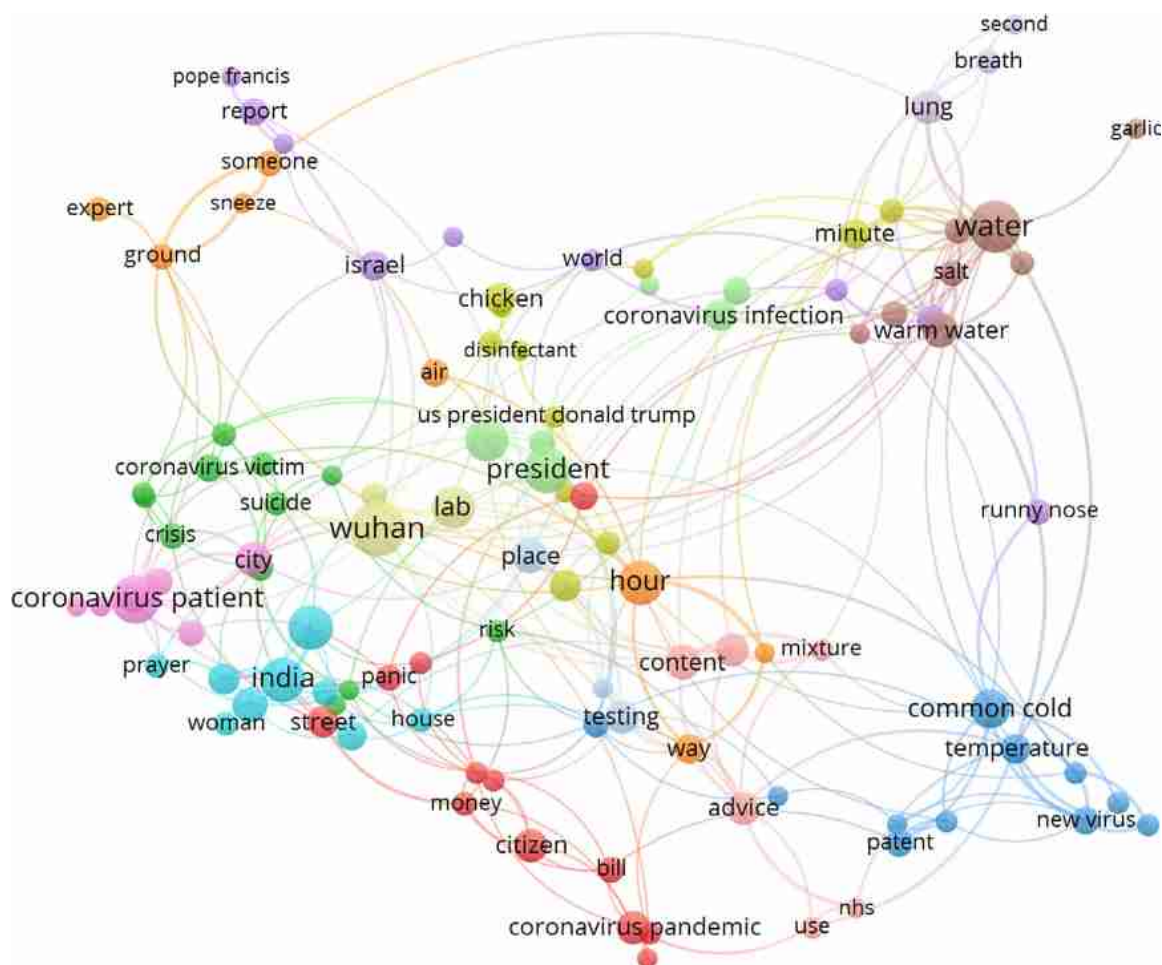 second
pope francis
breath
report
lung
garlic
someone
expert
sneeze
water
minute
ground
israel
world
salt
chicken
coronavirus infection
warm water
disinfectant
air
us president donald trump
coronavirus victim
president
suicide
lab
wuhan
runny nose
crisis
city
place
hour
coronavirus patient
risk
mixture
prayer
content
india
panic
woman
street
house
testing
common cold
way
temperature
money
advice
new virus
citizen
patent
bill
nhs
coronavirus pandemic
use